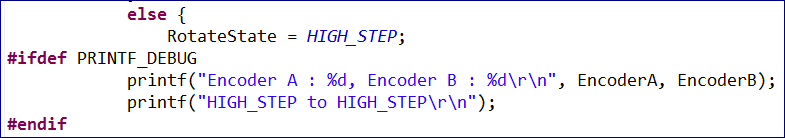 else {
RotateState = HIGH_STEP;
#ifdef PRINTF_DEBUG
printf("Encoder A : %d, Encoder B : %d\r\n", EncoderA, EncoderB);
printf("HIGH_STEP to HIGH_STEP\r\n");
#endif